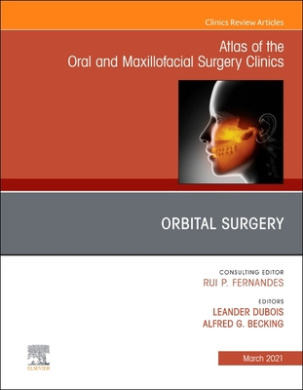 Clinics Review Articles
Atlas of the
Oral and Maxillofacial Surgery Clinics
ORBITAL SURGERY
CONSULTING EDITOR
RUI P. FERNANDES
EDITORS
LEANDER DUBOIS
ALFRED G. BECKING
ELSEVIER
March 2021